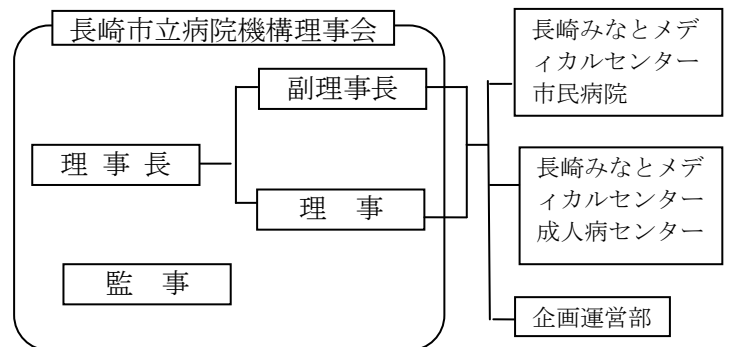 長崎市立病院機構理事会
副理事長
理 事 長
理 事
監 事
長崎みなとメデ
ィカルセンター
市民病院
長崎みなとメデ
ィカルセンター
成人病センター
企画運営部